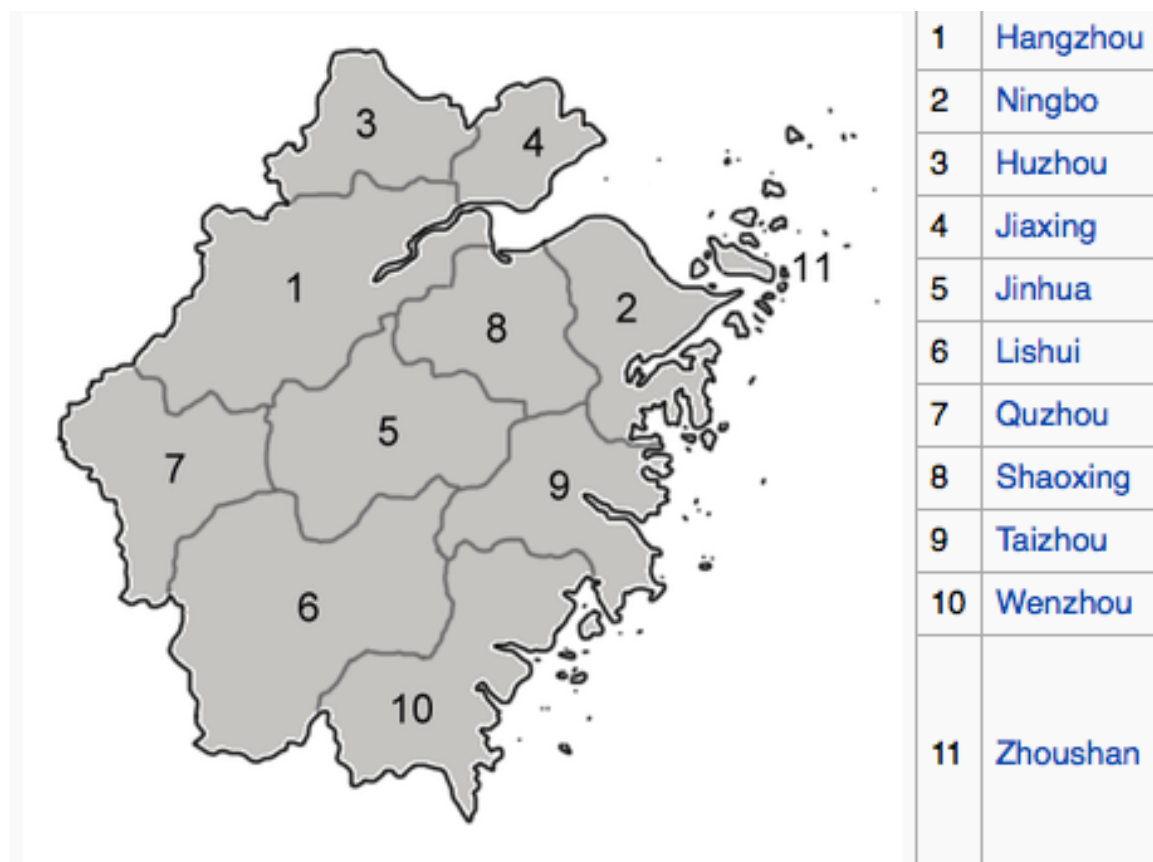 3
4
11
1
2
8
5
7
9
6
10
1 Hangzhou
2 Ningbo
3 Huzhou
4 Jiaxing
5 Jinhua
6 Lishui
7 Quzhou
8 Shaoxing
9 Taizhou
10 Wenzhou
11 Zhoushan